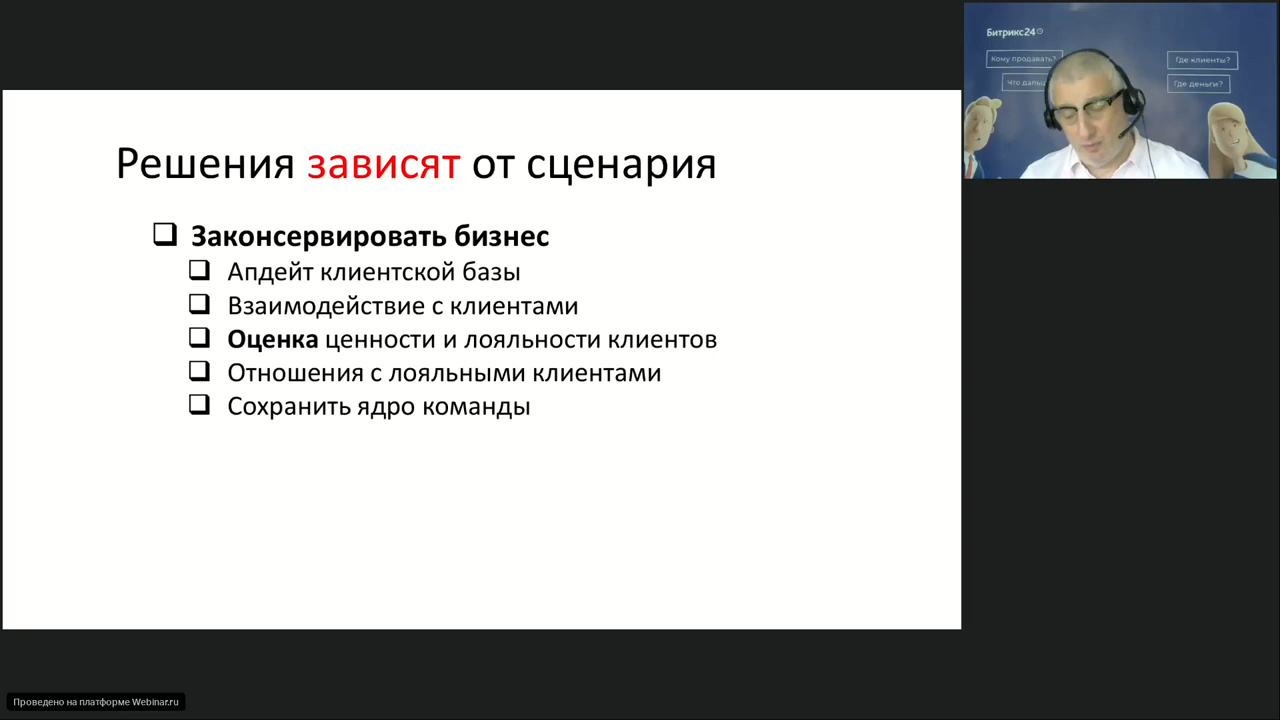 Решения зависят от сценария
❑ Законсервировать бизнес
❑ Апдейт клиентской базы
❑ Взаимодействие с клиентами
❑ Оценка ценности и лояльности клиентов
❑ Отношения с лояльными клиентами
❑ Сохранить ядро команды
Битрикс24
Кому продавать?
Где клиенты?
Что
Где деньги?
Проведено на платформе Webinar.ru